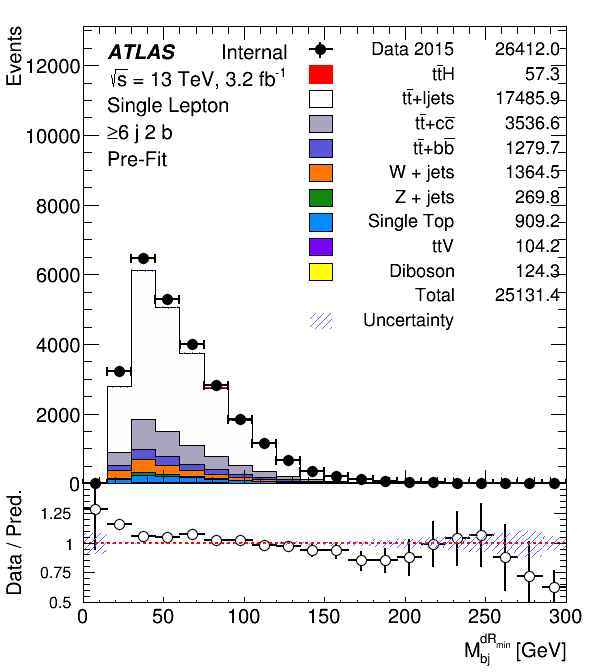 Events
ATLAS Internal
√s = 13 TeV, 3.2 fb⁻¹
Single Lepton
≥6 j 2 b
Pre-Fit
Data 2015 26412.0
tt̄H 57.3
tt̄+ljets 17485.9
tt̄+cc̄ 3536.6
tt̄+bb̄ 1279.7
W + jets 1364.5
Z + jets 269.8
Single Top 909.2
ttV 104.2
Diboson 124.3
Total 25131.4
Uncertainty
12000
10000
8000
6000
4000
2000
0
Data / Pred.
1.25
1
0.75
0.5
0 50 100 150 200 250 300
M_bj^dR_min [GeV]